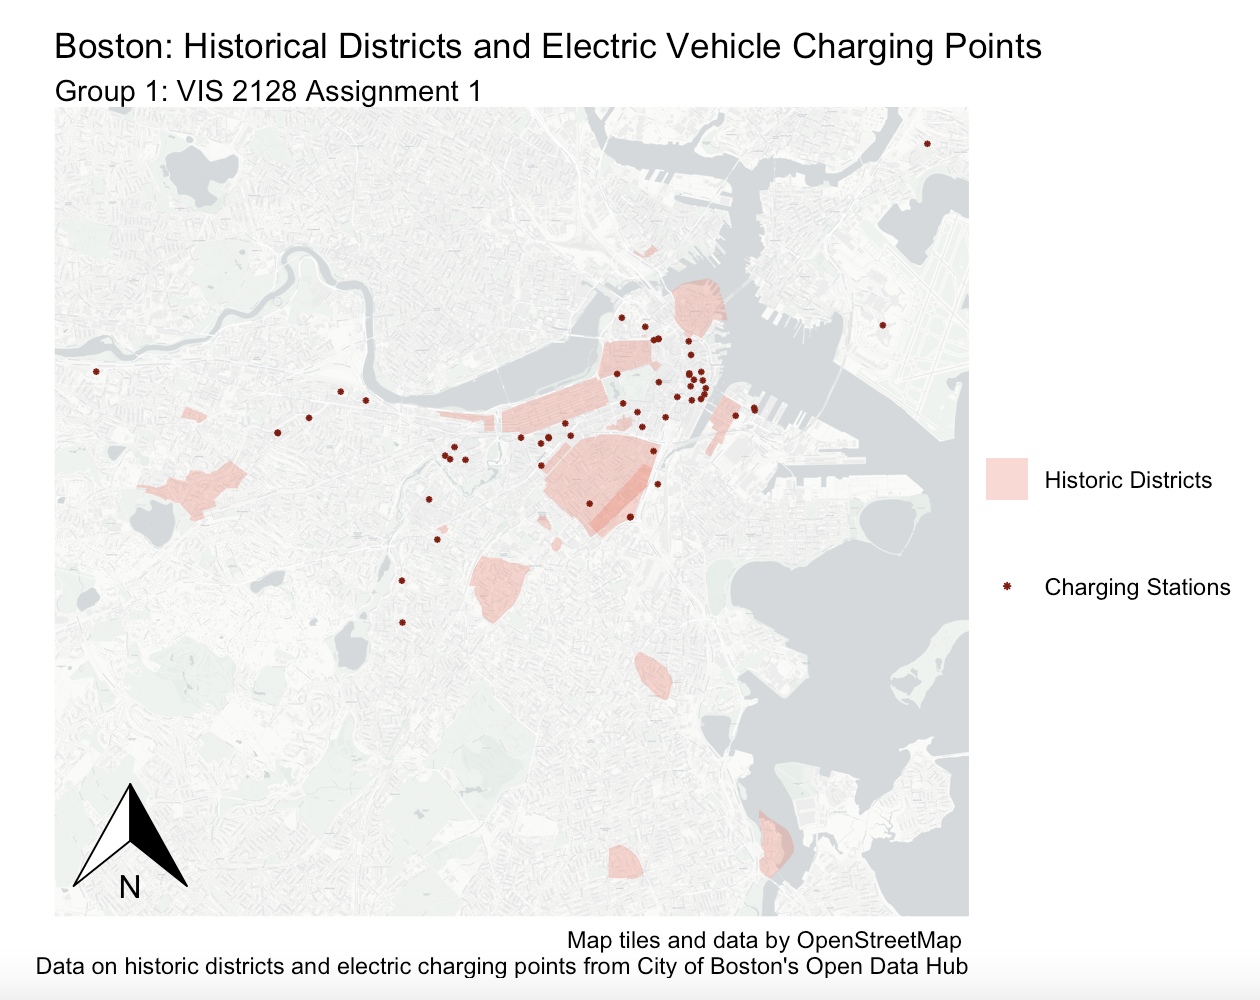 Boston: Historical Districts and Electric Vehicle Charging Points
Group 1: VIS 2128 Assignment 1
Historic Districts
Charging Stations
N
Map tiles and data by OpenStreetMap
Data on historic districts and electric charging points from City of Boston's Open Data Hub